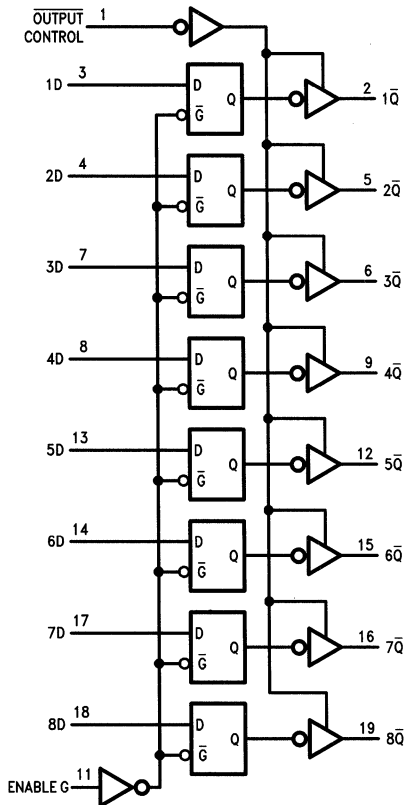 OUTPUT 1
CONTROL
1D 3 D Q 2 1Q̅
G̅
2D 4 D Q 5 2Q̅
G̅
3D 7 D Q 6 3Q̅
G̅
4D 8 D Q 9 4Q̅
G̅
5D 13 D Q 12 5Q̅
G̅
6D 14 D Q 15 6Q̅
G̅
7D 17 D Q 16 7Q̅
G̅
8D 18 D Q 19 8Q̅
G̅
ENABLE G 11